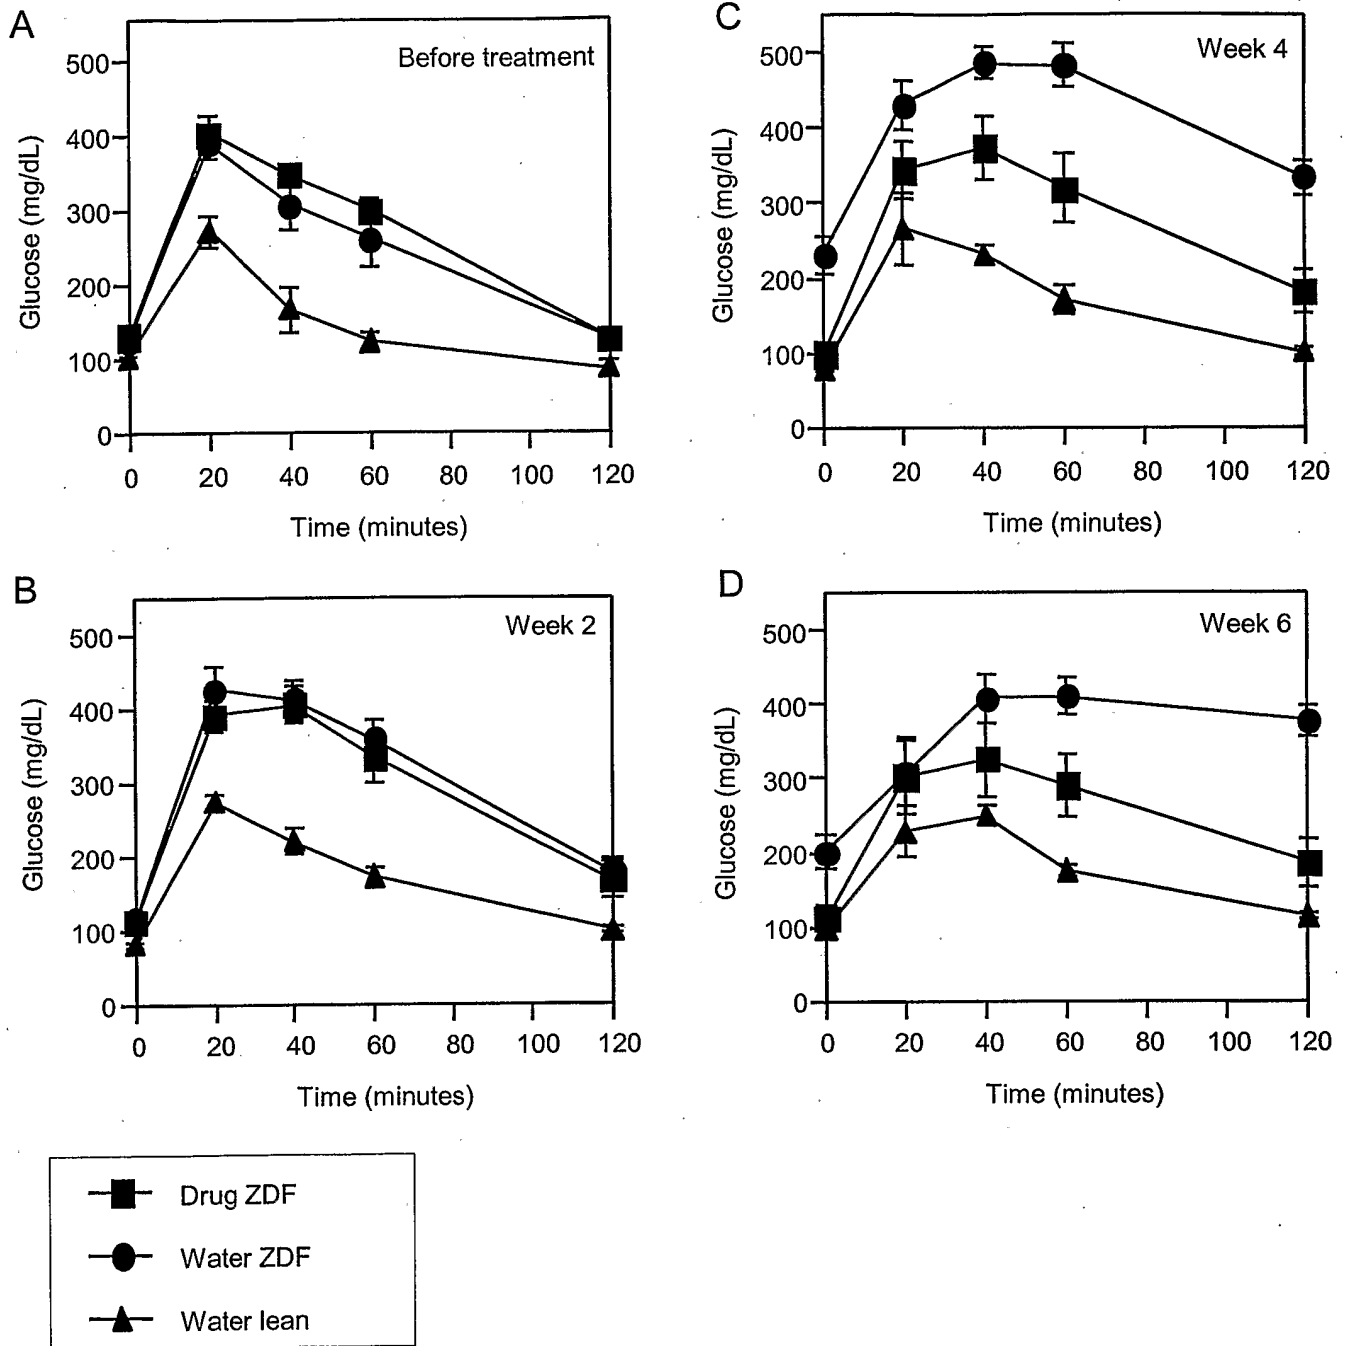 A
Before treatment
Glucose (mg/dL)
500
400
300
200
100
0
0 20 40 60 80 100 120
Time (minutes)
C
Week 4
Glucose (mg/dL)
500
400
300
200
100
0
0 20 40 60 80 100 120
Time (minutes)
B
Week 2
Glucose (mg/dL)
500
400
300
200
100
0
0 20 40 60 80 100 120
Time (minutes)
D
Week 6
Glucose (mg/dL)
500
400
300
200
100
0
0 20 40 60 80 100 120
Time (minutes)
Drug ZDF
Water ZDF
Water lean